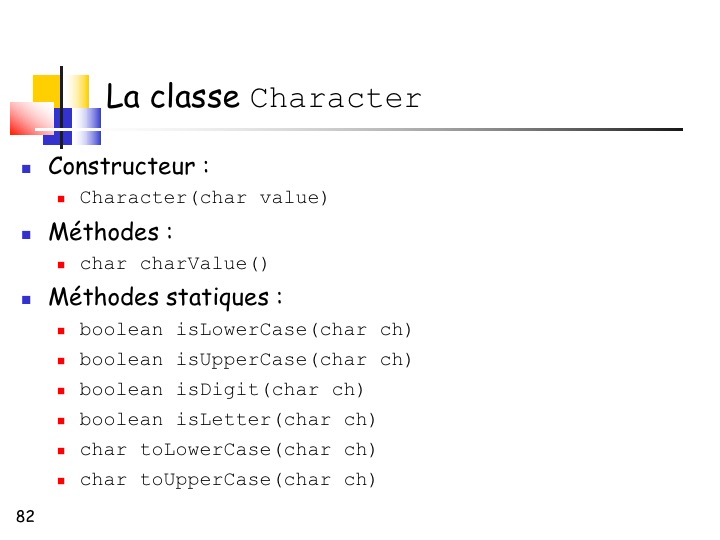 La classe Character
Constructeur :
Character(char value)
Méthodes :
char charValue()
Méthodes statiques :
boolean isLowerCase(char ch)
boolean isUpperCase(char ch)
boolean isDigit(char ch)
boolean isLetter(char ch)
char toLowerCase(char ch)
char toUpperCase(char ch)
82